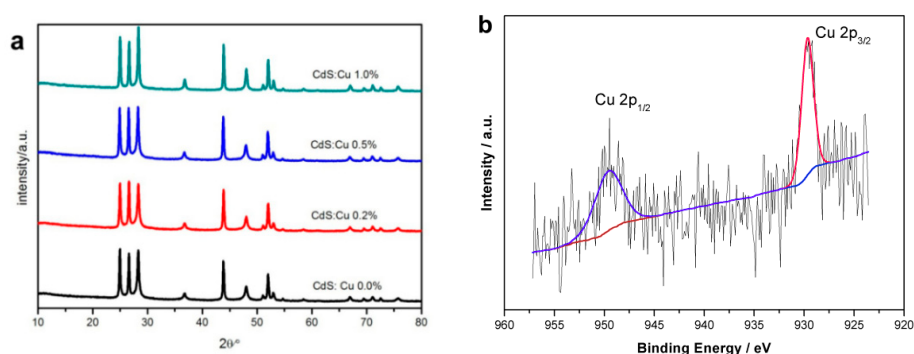 a
intensity/a.u.
CdS:Cu 1.0%
CdS:Cu 0.5%
CdS:Cu 0.2%
CdS: Cu 0.0%
10 20 30 40 50 60 70 80
2θ/°
b
Intensity / a.u.
Cu 2p1/2
Cu 2p3/2
960 955 950 945 940 935 930 925 920
Binding Energy / eV